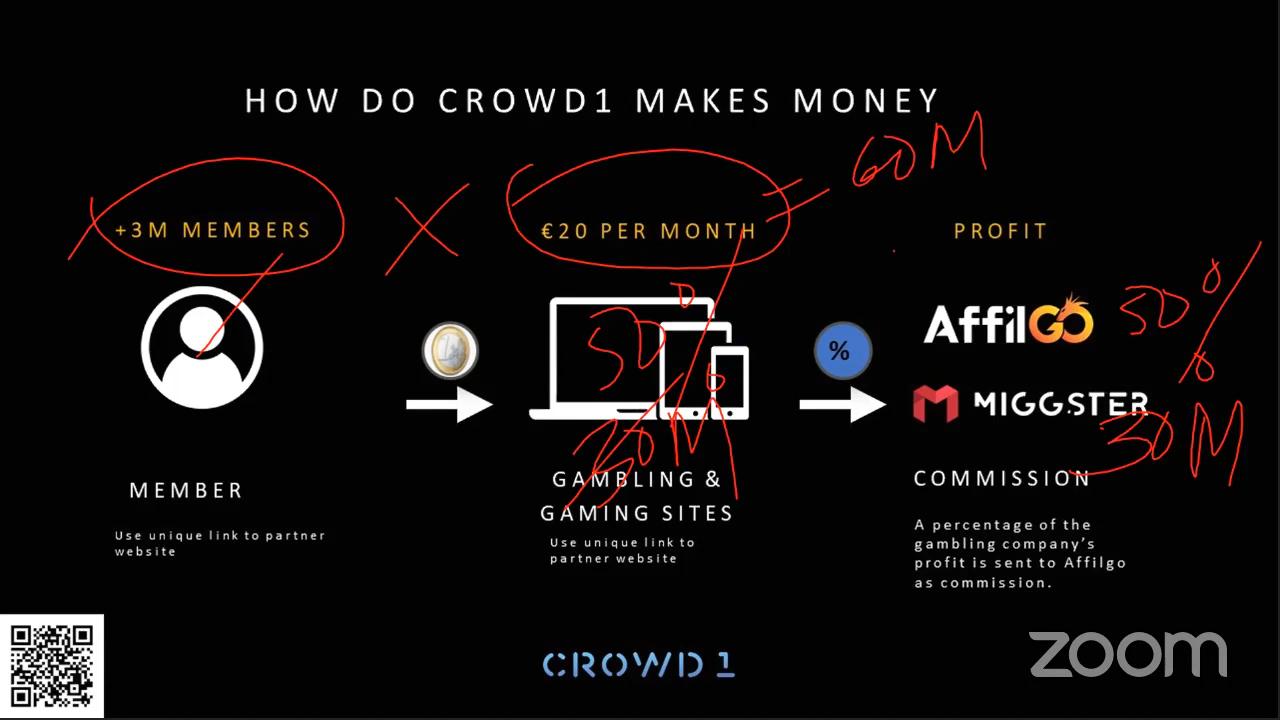 HOW DO CROWD1 MAKES MONEY
= 60M
+3M MEMBERS
X
€20 PER MONTH
PROFIT
50%
50%
%
AFFILGO
MIGGSTER
30M
30M
MEMBER
Use unique link to partner
website
GAMBLING &
GAMING SITES
Use unique link to
partner website
COMMISSION
A percentage of the
gambling company’s
profit is sent to Affilgo
as commission.
CROWD1
zoom